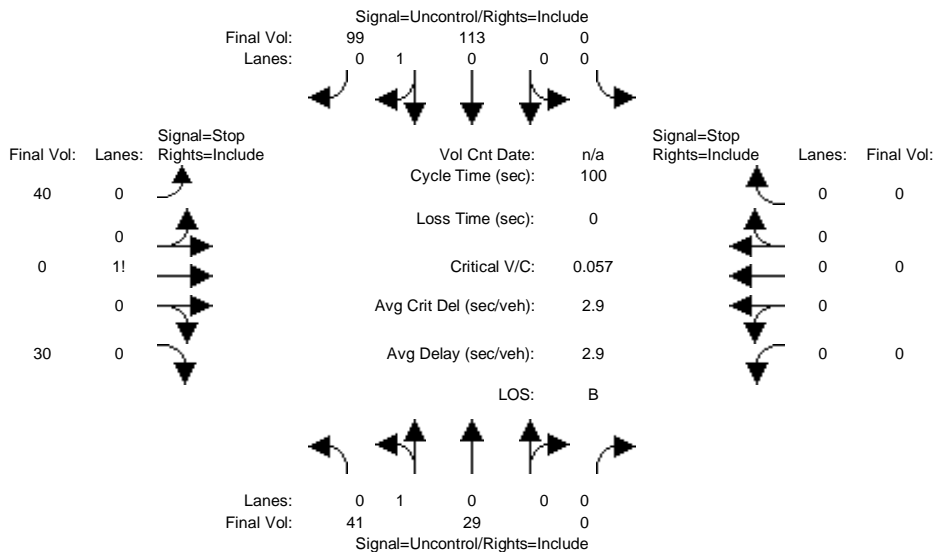 Signal=Uncontrol/Rights=Include
Final Vol: 99 113 0
Lanes: 0 1 0 0 0
Signal=Stop
Final Vol: Lanes: Rights=Include
Vol Cnt Date: n/a
Signal=Stop
Rights=Include Lanes: Final Vol:
Cycle Time (sec): 100
40 0
0 0
Loss Time (sec): 0
0
0
0 1!
Critical V/C: 0.057
0 0
0
Avg Crit Del (sec/veh): 2.9
0
30 0
Avg Delay (sec/veh): 2.9
0 0
LOS: B
Lanes: 0 1 0 0 0
Final Vol: 41 29 0
Signal=Uncontrol/Rights=Include